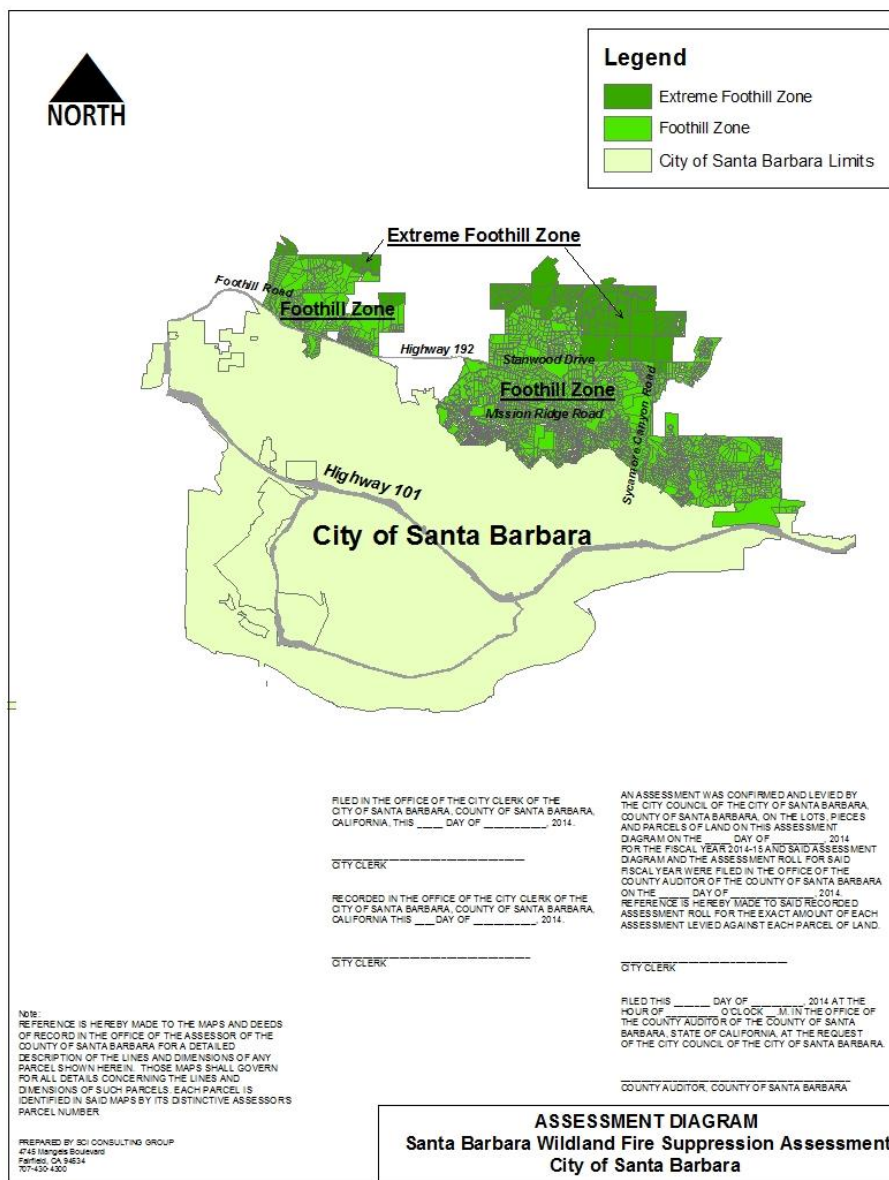 NORTH
Legend
Extreme Foothill Zone
Foothill Zone
City of Santa Barbara Limits
Extreme Foothill Zone
Foothill Road
Foothill Zone
Highway 192
Stanwood Drive
Foothill Zone
Mission Ridge Road
Sycamore Canyon Road
Highway 101
City of Santa Barbara
FILED IN THE OFFICE OF THE CITY CLERK OF THE
CITY OF SANTA BARBARA, COUNTY OF SANTA BARBARA,
CALIFORNIA, THIS _____ DAY OF ____________, 2014.
CITY CLERK
RECORDED IN THE OFFICE OF THE CITY CLERK OF THE
CITY OF SANTA BARBARA, COUNTY OF SANTA BARBARA,
CALIFORNIA THIS ____ DAY OF ____________, 2014.
CITY CLERK
AN ASSESSMENT WAS CONFIRMED AND LEVIED BY
THE CITY COUNCIL OF THE CITY OF SANTA BARBARA,
COUNTY OF SANTA BARBARA, ON THE LOTS, PIECES
AND PARCELS OF LAND ON THIS ASSESSMENT
DIAGRAM ON THE _____ DAY OF __________, 2014
FOR THE FISCAL YEAR 2014-15 AND SAID ASSESSMENT
DIAGRAM AND THE ASSESSMENT ROLL FOR SAID
FISCAL YEAR WERE FILED IN THE OFFICE OF THE
COUNTY AUDITOR OF THE COUNTY OF SANTA BARBARA
ON THE ______ DAY OF ________________, 2014.
REFERENCE IS HEREBY MADE TO SAID RECORDED
ASSESSMENT ROLL FOR THE EXACT AMOUNT OF EACH
ASSESSMENT LEVIED AGAINST EACH PARCEL OF LAND.
CITY CLERK
FILED THIS _______ DAY OF __________, 2014 AT THE
HOUR OF __________ O'CLOCK __.M. IN THE OFFICE OF
THE COUNTY AUDITOR OF THE COUNTY OF SANTA
BARBARA, STATE OF CALIFORNIA, AT THE REQUEST
OF THE CITY COUNCIL OF THE CITY OF SANTA BARBARA.
COUNTY AUDITOR, COUNTY OF SANTA BARBARA
Note:
REFERENCE IS HEREBY MADE TO THE MAPS AND DEEDS
OF RECORD IN THE OFFICE OF THE ASSESSOR OF THE
COUNTY OF SANTA BARBARA FOR A DETAILED
DESCRIPTION OF THE LINES AND DIMENSIONS OF ANY
PARCEL SHOWN HEREIN. THOSE MAPS SHALL GOVERN
FOR ALL DETAILS CONCERNING THE LINES AND
DIMENSIONS OF SUCH PARCELS. EACH PARCEL IS
IDENTIFIED IN SAID MAPS BY ITS DISTINCTIVE ASSESSOR'S
PARCEL NUMBER
PREPARED BY SCI CONSULTING GROUP
4745 Mangels Boulevard
Fairfield, CA 94534
707-430-4300
ASSESSMENT DIAGRAM
Santa Barbara Wildland Fire Suppression Assessment
City of Santa Barbara